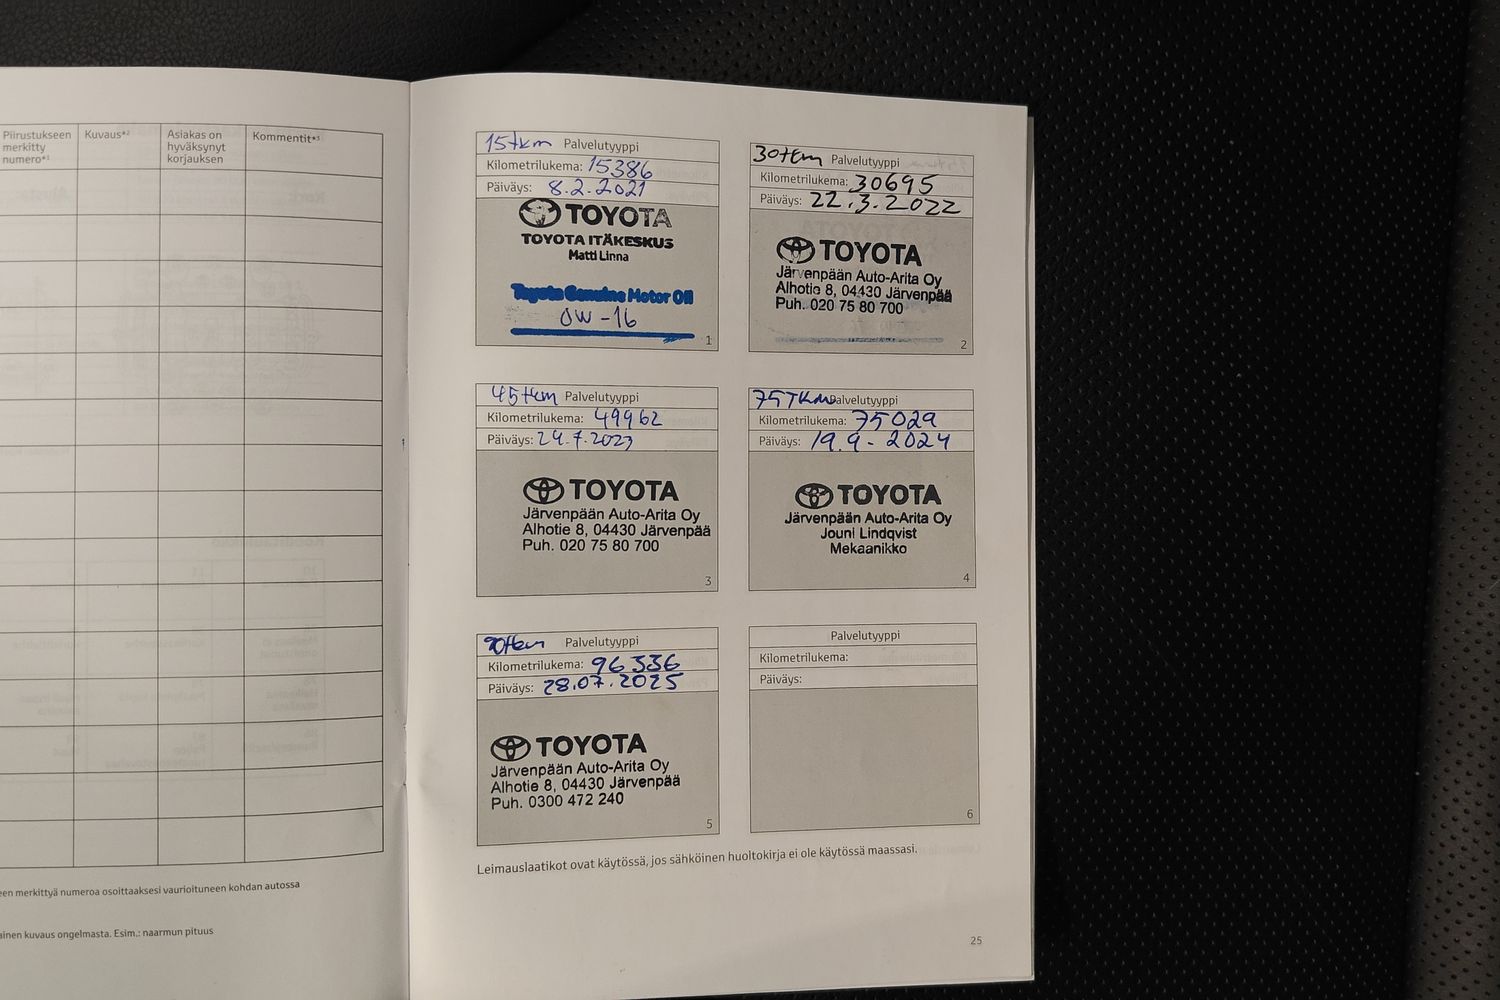 Piirustukseen
merkitty
numero*¹
Kuvaus*²
Asiakas on
hyväksynyt
korjauksen
Kommentit*³
een merkittyä numeroa osoittaaksesi vaurioituneen kohdan autossa
ainen kuvaus ongelmasta. Esim.: naarmun pituus
15tkm Palvelutyyppi
Kilometrilukema: 15386
Päiväys: 8.2.2021
TOYOTA
TOYOTA ITÄKESKUS
Matti Linna
Toyota Genuine Motor Oil
0W-16
1
30tkm Palvelutyyppi
Kilometrilukema: 30695
Päiväys: 22.3.2022
TOYOTA
Järvenpään Auto-Arita Oy
Alhotie 8, 04430 Järvenpää
Puh. 020 75 80 700
2
45tkm Palvelutyyppi
Kilometrilukema: 49962
Päiväys: 24.7.2023
TOYOTA
Järvenpään Auto-Arita Oy
Alhotie 8, 04430 Järvenpää
Puh. 020 75 80 700
3
75TKM Palvelutyyppi
Kilometrilukema: 75029
Päiväys: 19.9-2024
TOYOTA
Järvenpään Auto-Arita Oy
Jouni Lindqvist
Mekaanikko
4
90tkm Palvelutyyppi
Kilometrilukema: 96336
Päiväys: 28.07.2025
TOYOTA
Järvenpään Auto-Arita Oy
Alhotie 8, 04430 Järvenpää
Puh. 0300 472 240
5
Palvelutyyppi
Kilometrilukema:
Päiväys:
6
Leimauslaatikot ovat käytössä, jos sähköinen huoltokirja ei ole käytössä maassasi.
25